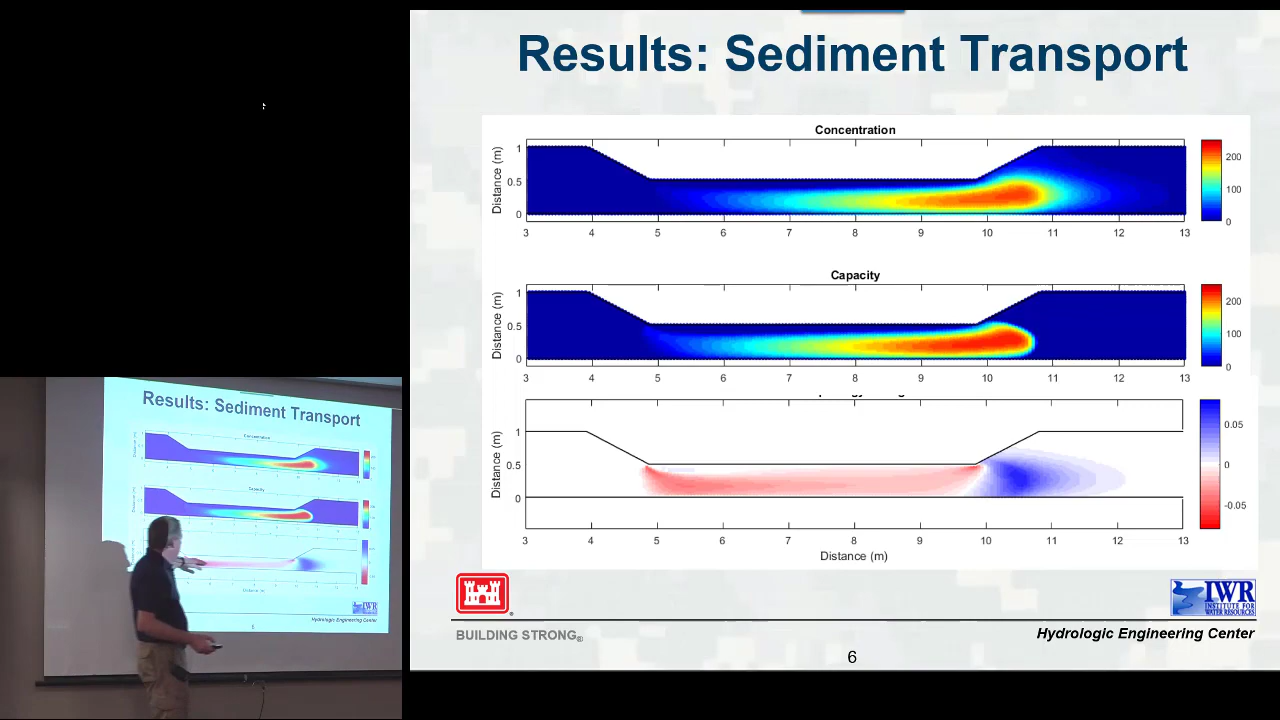 Results: Sediment Transport
Concentration
Distance (m)
1
0.5
0
3 4 5 6 7 8 9 10 11 12 13
200
100
0
Capacity
Distance (m)
1
0.5
0
3 4 5 6 7 8 9 10 11 12 13
200
100
0
Distance (m)
1
0.5
0
3 4 5 6 7 8 9 10 11 12 13
Distance (m)
0.05
0
-0.05
BUILDING STRONG®
IWR
INSTITUTE FOR
WATER RESOURCES
Hydrologic Engineering Center
6
Results: Sediment Transport
Concentration
Capacity
IWR
Hydrologic Engineering Center